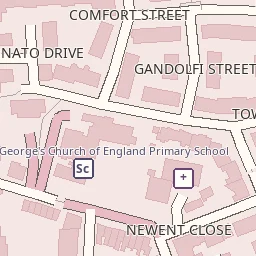 COMFORT STREET
NATO DRIVE
GANDOLFI STREET
TOW
George's Church of England Primary School
Sc
NEWENT CLOSE